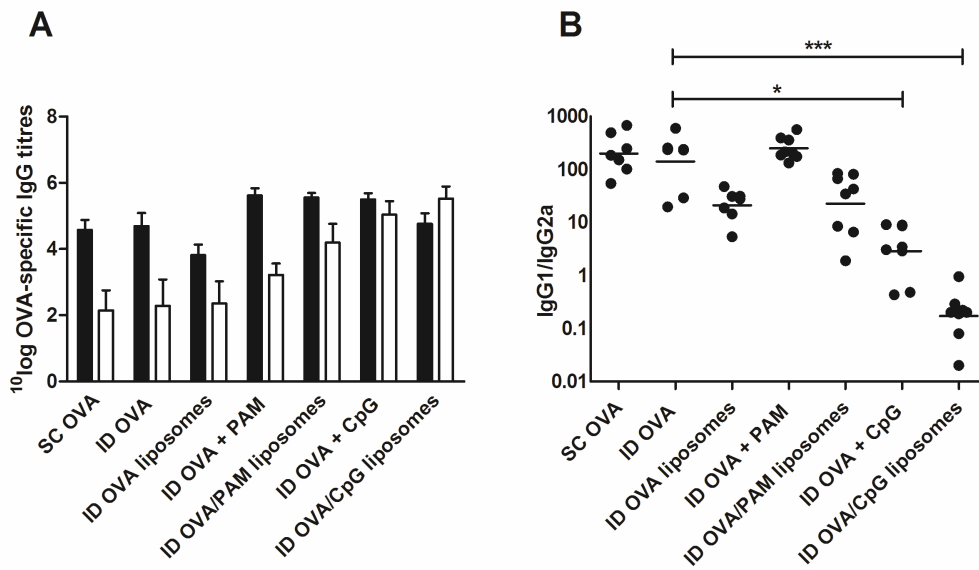 A
¹⁰log OVA-specific IgG titres
8
6
4
2
0
SC OVA
ID OVA
ID OVA liposomes
ID OVA + PAM
ID OVA/PAM liposomes
ID OVA + CpG
ID OVA/CpG liposomes
B
***
*
IgG1/IgG2a
1000
100
10
1
0.1
0.01
SC OVA
ID OVA
ID OVA liposomes
ID OVA + PAM
ID OVA/PAM liposomes
ID OVA + CpG
ID OVA/CpG liposomes